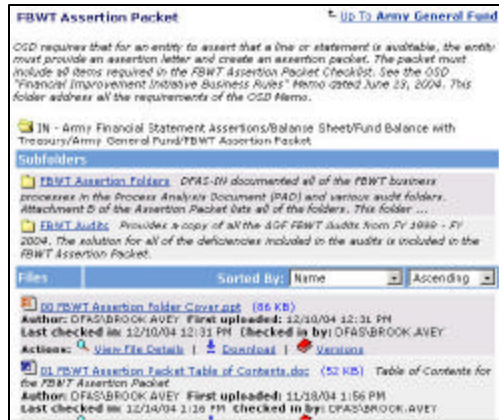 FBWT Assertion Packet
Up To Army General Fund
OSD requires that for an entity to assert that a line or statement is auditable, the entity
must provide an assertion letter and create an assertion packet. The packet must
include all items required in the FBWT Assertion Packet Checklist. See the OSD
"Financial Improvement Initiative Business Rules" Memo dated June 23, 2004. This
folder address all the requirements of the OSD Memo.
IN - Army Financial Statement Assertions/Balance Sheet/Fund Balance with
Treasury/Army General Fund/FBWT Assertion Packet
Subfolders
FBWT Assertion Folders DFAS-IN documented all of the FBWT business
processes in the Process Analysis Document (PAD) and various audit folders.
Attachment B of the Assertion Packet lists all of the folders. This folder ...
FBWT Audits Provides a copy of all the AGF FBWT Audits from FY 1999 - FY
2004. The solution for all of the deficiencies included in the audits is included in the
FBWT Assertion Packet.
Files Sorted By: Name Ascending
00 FBWT Assertion Folder Cover.ppt (86 KB)
Author: DFAS\BROOK.AVEY First uploaded: 12/10/04 12:31 PM
Last checked in: 12/10/04 12:31 PM Checked in by: DFAS\BROOK.AVEY
Actions: View File Details | Download | Versions
01 FBWT Assertion Packet Table of Contents.doc (52 KB) Table of Contents for
the FBWT Assertion Packet
Author: DFAS\BROOK.AVEY First uploaded: 11/18/04 1:56 PM
Last checked in: 12/14/04 1:16 PM Checked in by: DFAS\BROOK.AVEY